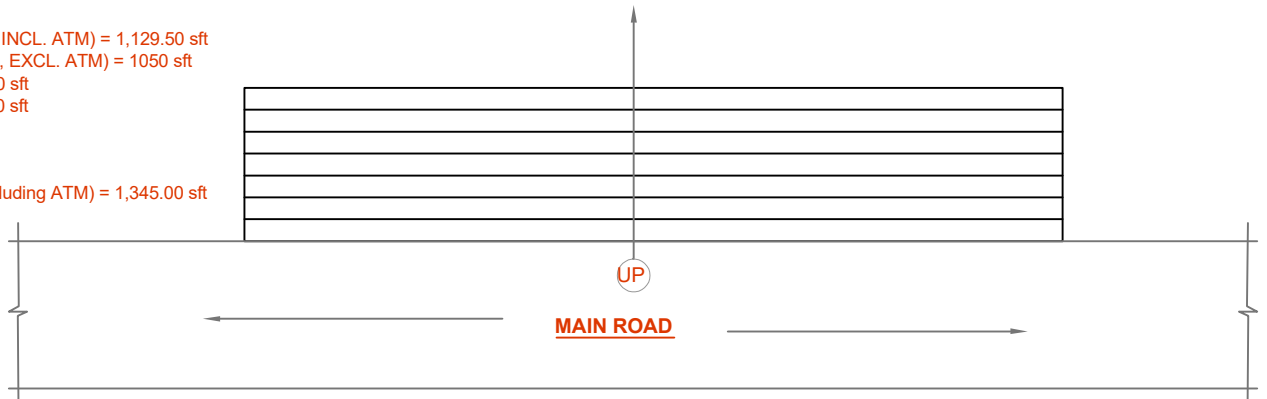 INCL. ATM) = 1,129.50 sft
, EXCL. ATM) = 1050 sft
0 sft
0 sft
luding ATM) = 1,345.00 sft
UP
MAIN ROAD